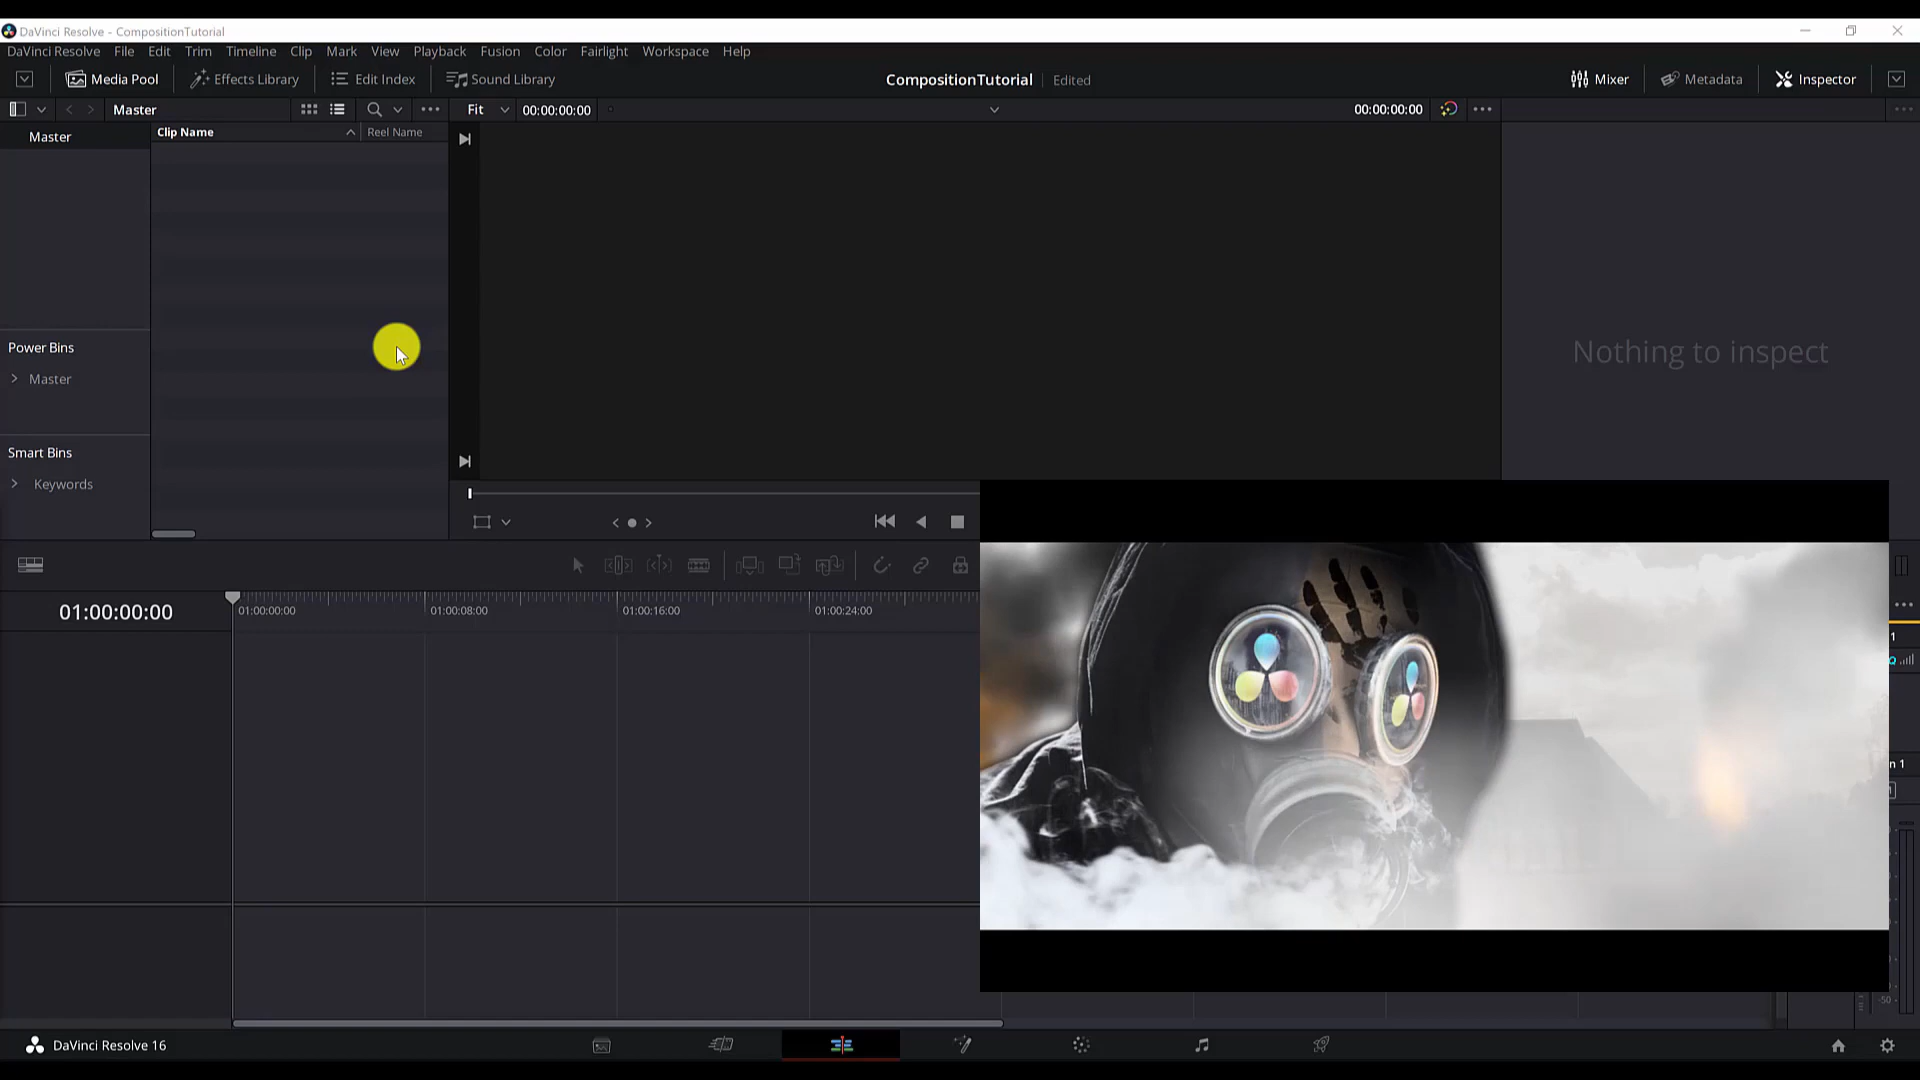 DaVinci Resolve - CompositionTutorial
DaVinci Resolve File Edit Trim Timeline Clip Mark View Playback Fusion Color Fairlight Workspace Help
Media Pool Effects Library Edit Index Sound Library CompositionTutorial Edited Mixer Metadata Inspector
Master Fit 00:00:00:00 00:00:00:00
Master Clip Name Reel Name
Power Bins
Master
Nothing to inspect
Smart Bins
Keywords
01:00:00:00 01:00:00:00 01:00:08:00 01:00:16:00 01:00:24:00
1
n 1
-50
DaVinci Resolve 16